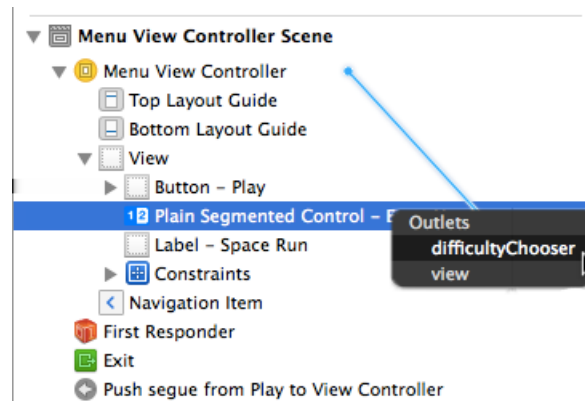 Menu View Controller Scene
Menu View Controller
Top Layout Guide
Bottom Layout Guide
View
Button – Play
1 2 Plain Segmented Control –
Outlets
Label – Space Run
difficultyChooser
Constraints
view
Navigation Item
First Responder
Exit
Push segue from Play to View Controller